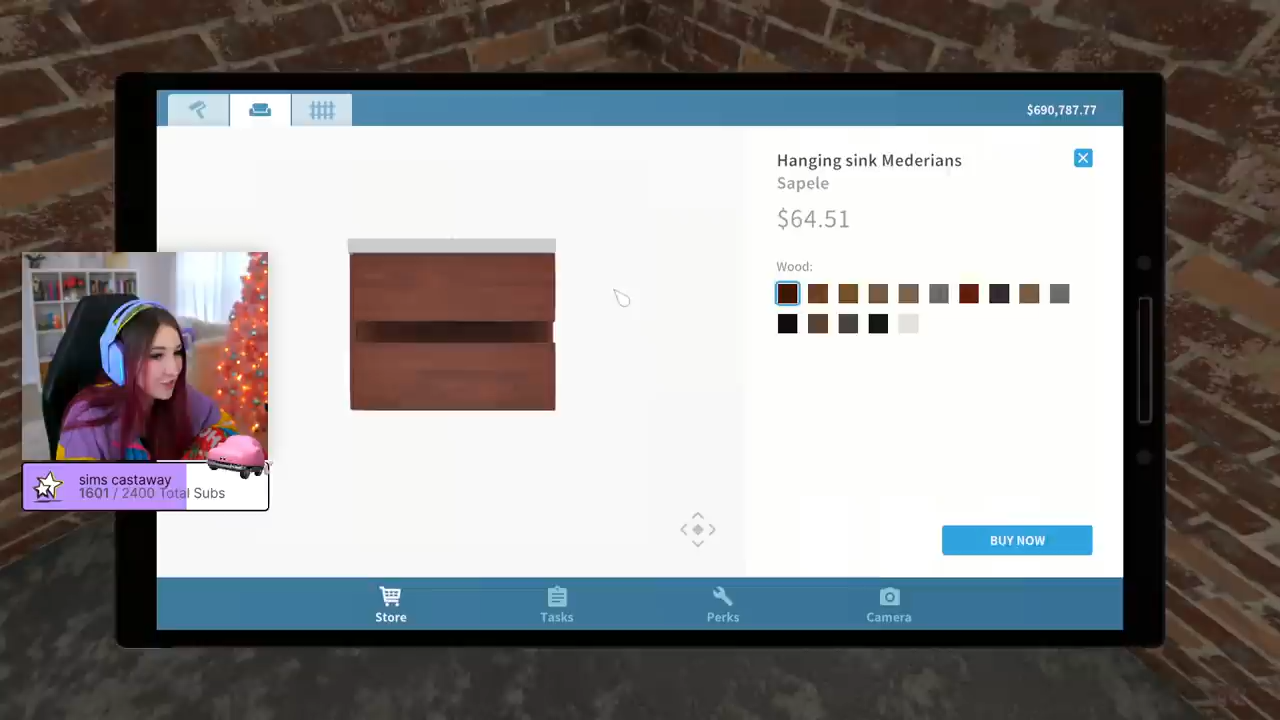 $690,787.77
Hanging sink Mederians
Sapele
$64.51
Wood:
sims castaway
1601 / 2400 Total Subs
BUY NOW
Store
Tasks
Perks
Camera